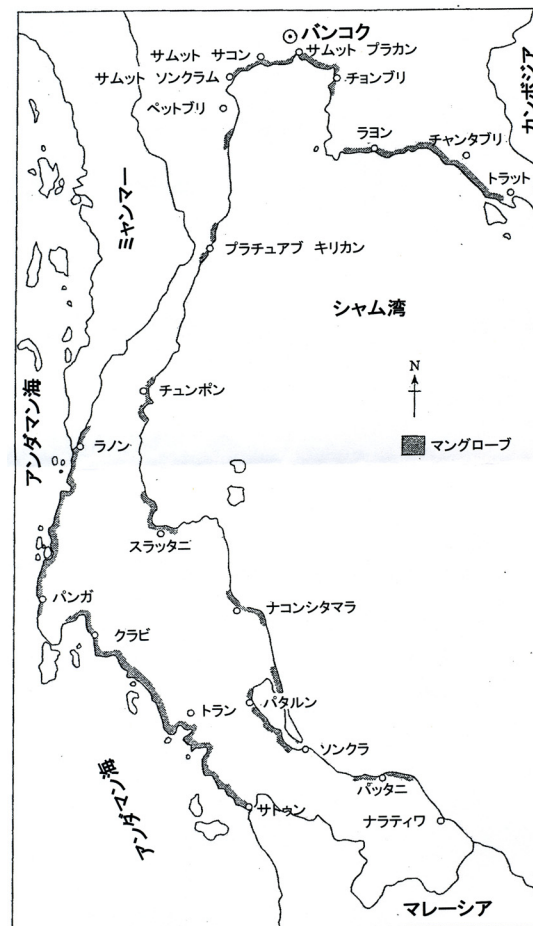 バンコク
サムット サコン
サムット プラカン
サムット ソンクラム
チョンブリ
カンボジア
ペットブリ
ラヨン
チャンタブリ
トラット
ミャンマー
プラチュアブ キリカン
シャム湾
N
チュンポン
アンダマン海
ラノン
マングローブ
スラッタニ
パンガ
ナコンシタマラ
クラビ
トラン
パタルン
ソンクラ
アンダマン海
パッタニ
サトゥン
ナラティワ
マレーシア